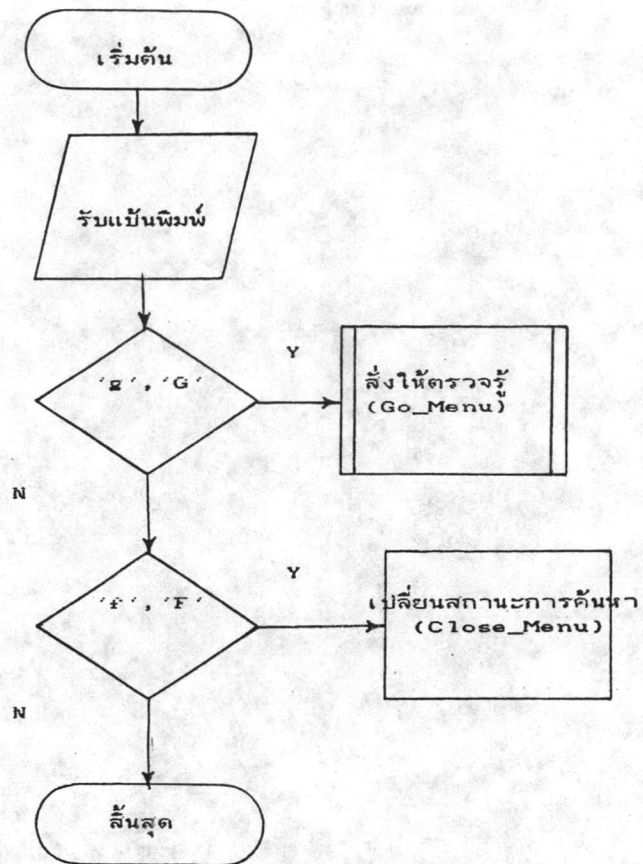 เริ่มต้น
รับแป้นพิมพ์
'g','G'
Y
สั่งให้ตรวจรู้
(Go_Menu)
N
'f','F'
Y
เปลี่ยนสถานะการค้นหา
(Close_Menu)
N
สิ้นสุด